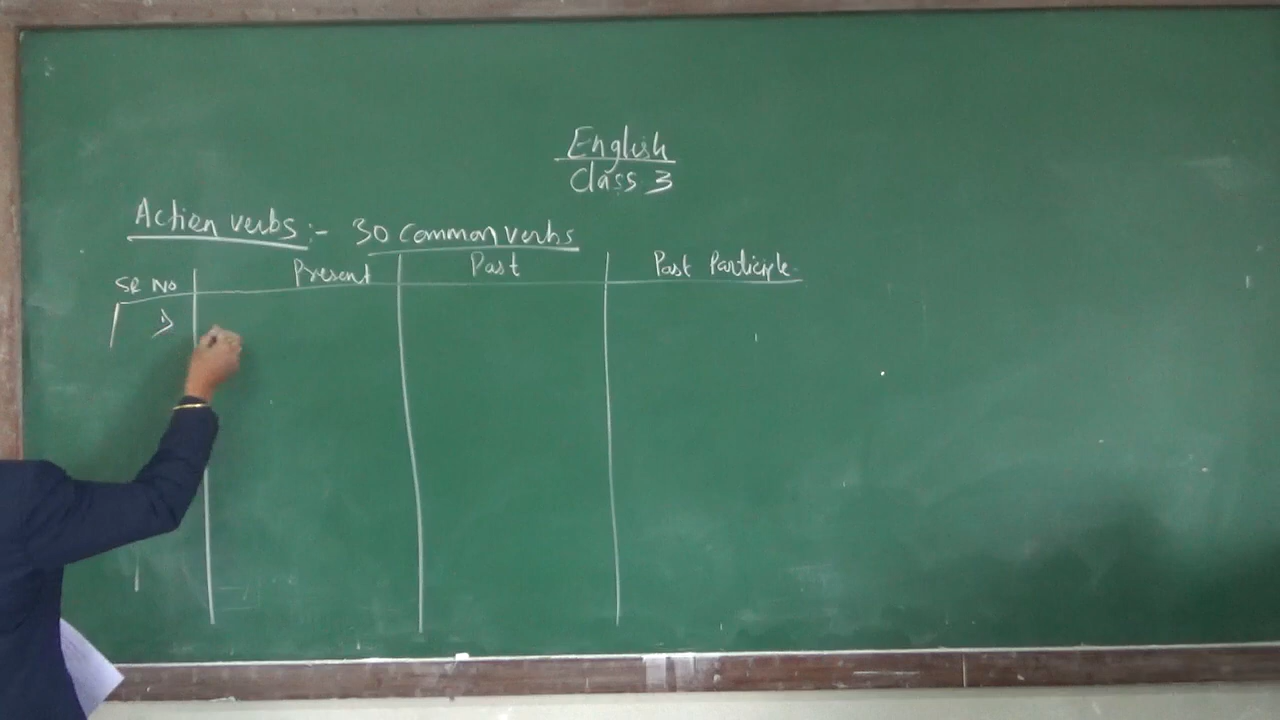 English
Class 3
Action verbs :- 30 Common verbs
SR No Present Past Past Participle
1)